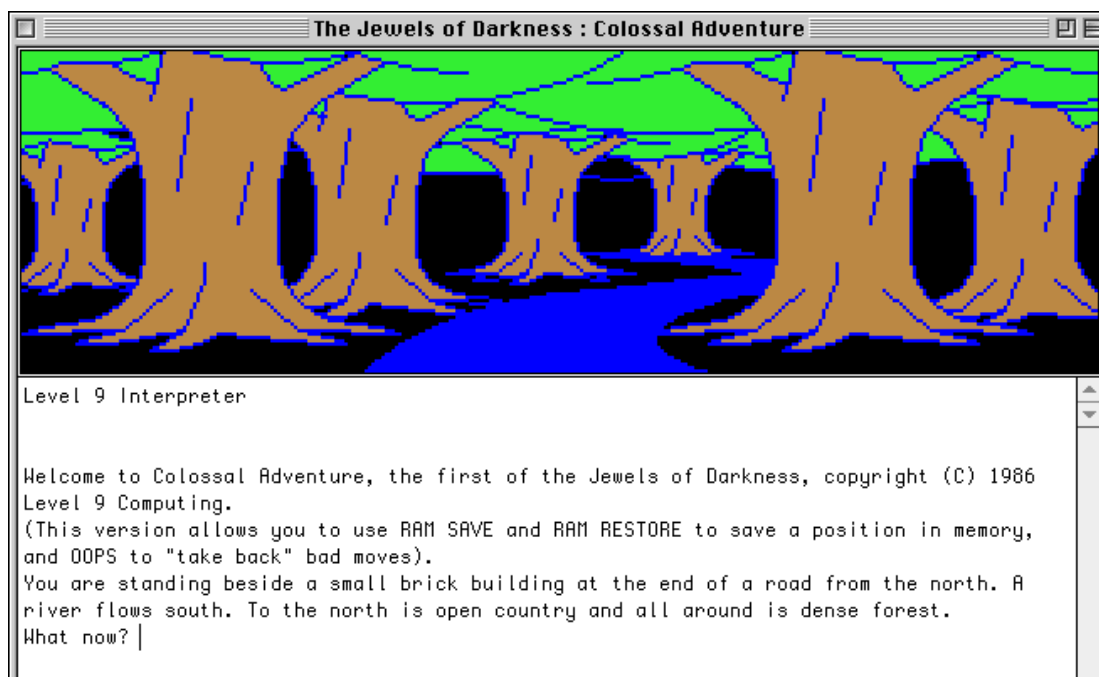 The Jewels of Darkness : Colossal Adventure
Level 9 Interpreter
Welcome to Colossal Adventure, the first of the Jewels of Darkness, copyright (C) 1986
Level 9 Computing.
(This version allows you to use RAM SAVE and RAM RESTORE to save a position in memory,
and OOPS to "take back" bad moves).
You are standing beside a small brick building at the end of a road from the north. A
river flows south. To the north is open country and all around is dense forest.
What now?